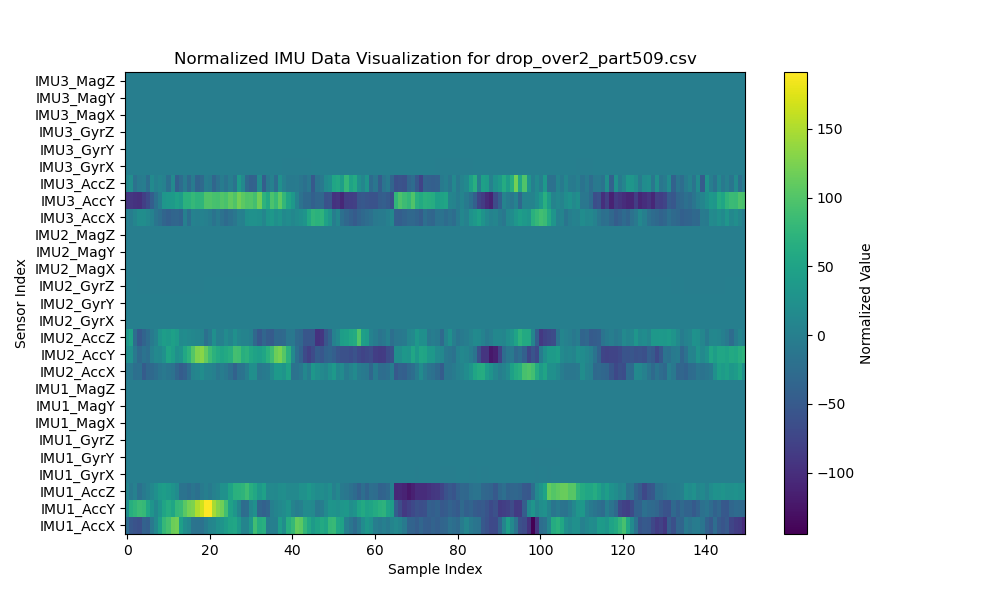 Normalized IMU Data Visualization for drop_over2_part509.csv
IMU3_MagZ
IMU3_MagY
IMU3_MagX
IMU3_GyrZ
IMU3_GyrY
IMU3_GyrX
IMU3_AccZ
IMU3_AccY
IMU3_AccX
IMU2_MagZ
IMU2_MagY
IMU2_MagX
IMU2_GyrZ
IMU2_GyrY
IMU2_GyrX
IMU2_AccZ
IMU2_AccY
IMU2_AccX
IMU1_MagZ
IMU1_MagY
IMU1_MagX
IMU1_GyrZ
IMU1_GyrY
IMU1_GyrX
IMU1_AccZ
IMU1_AccY
IMU1_AccX
Sensor Index
0 20 40 60 80 100 120 140
Sample Index
150
100
50
0
−50
−100
Normalized Value